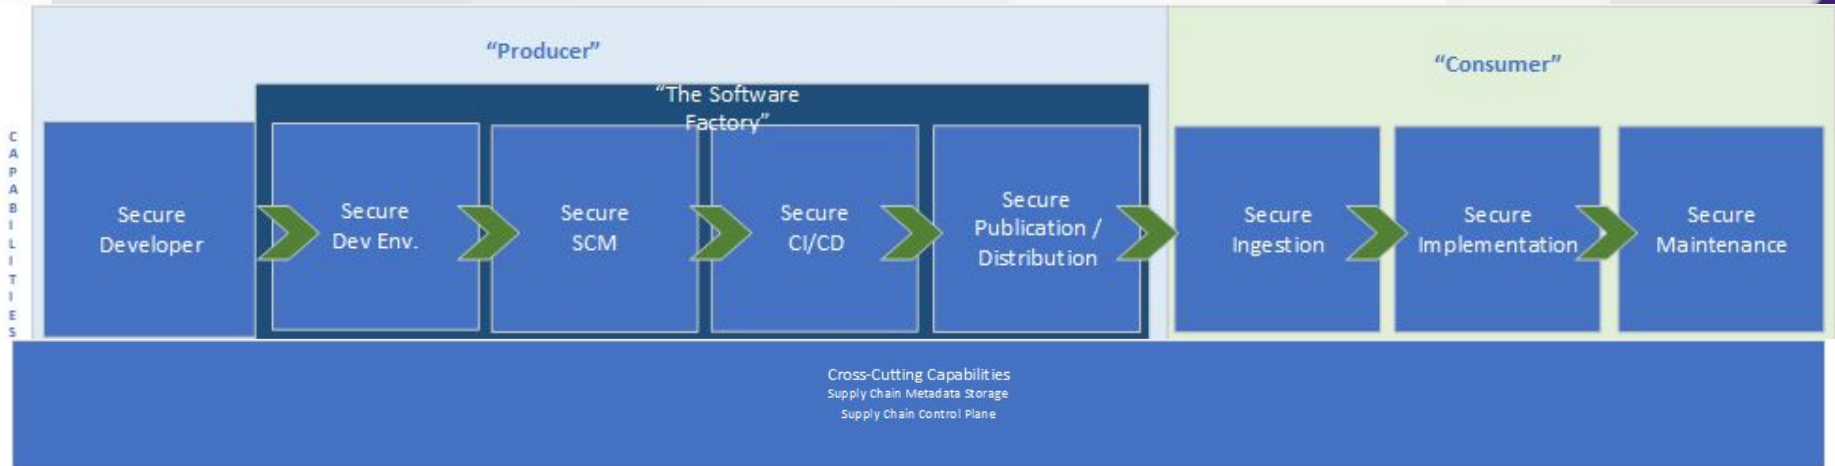 “Producer”
“Consumer”
“The Software
Factory”
CAPABILITIES
Secure
Developer
Secure
Dev Env.
Secure
SCM
Secure
CI/CD
Secure
Publication /
Distribution
Secure
Ingestion
Secure
Implementation
Secure
Maintenance
Cross-Cutting Capabilities
Supply Chain Metadata Storage
Supply Chain Control Plane